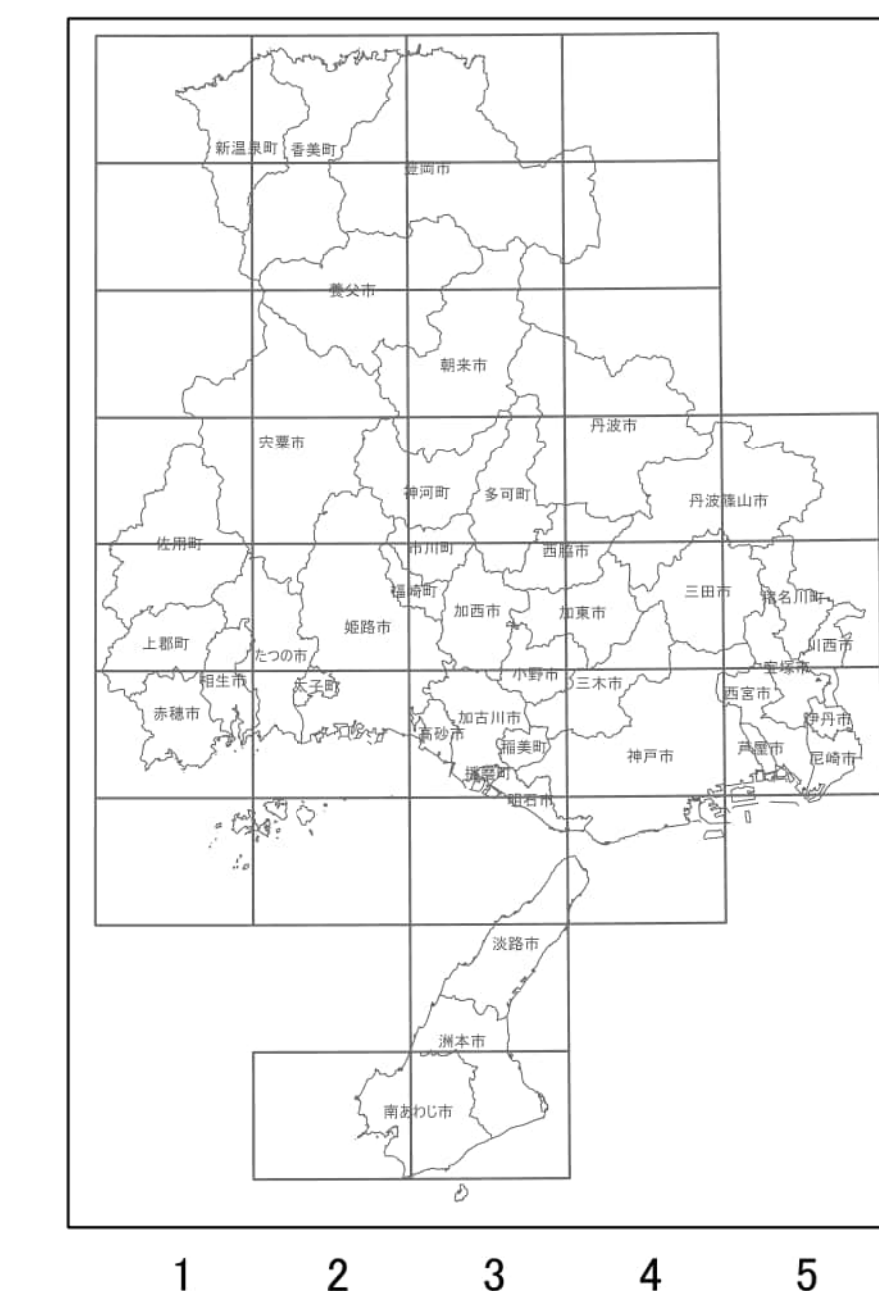 新温泉町
香美町
豊岡市
養父市
朝来市
丹波市
宍粟市
神河町
多可町
丹波篠山市
佐用町
市川町
西脇市
福崎町
加西市
加東市
三田市
猪名川町
姫路市
上郡町
たつの市
川西市
宝塚市
相生市
太子町
小野市
三木市
西宮市
赤穂市
加古川市
伊丹市
高砂市
稲美町
神戸市
芦屋市
尼崎市
播磨町
明石市
淡路市
洲本市
南あわじ市
1 2 3 4 5